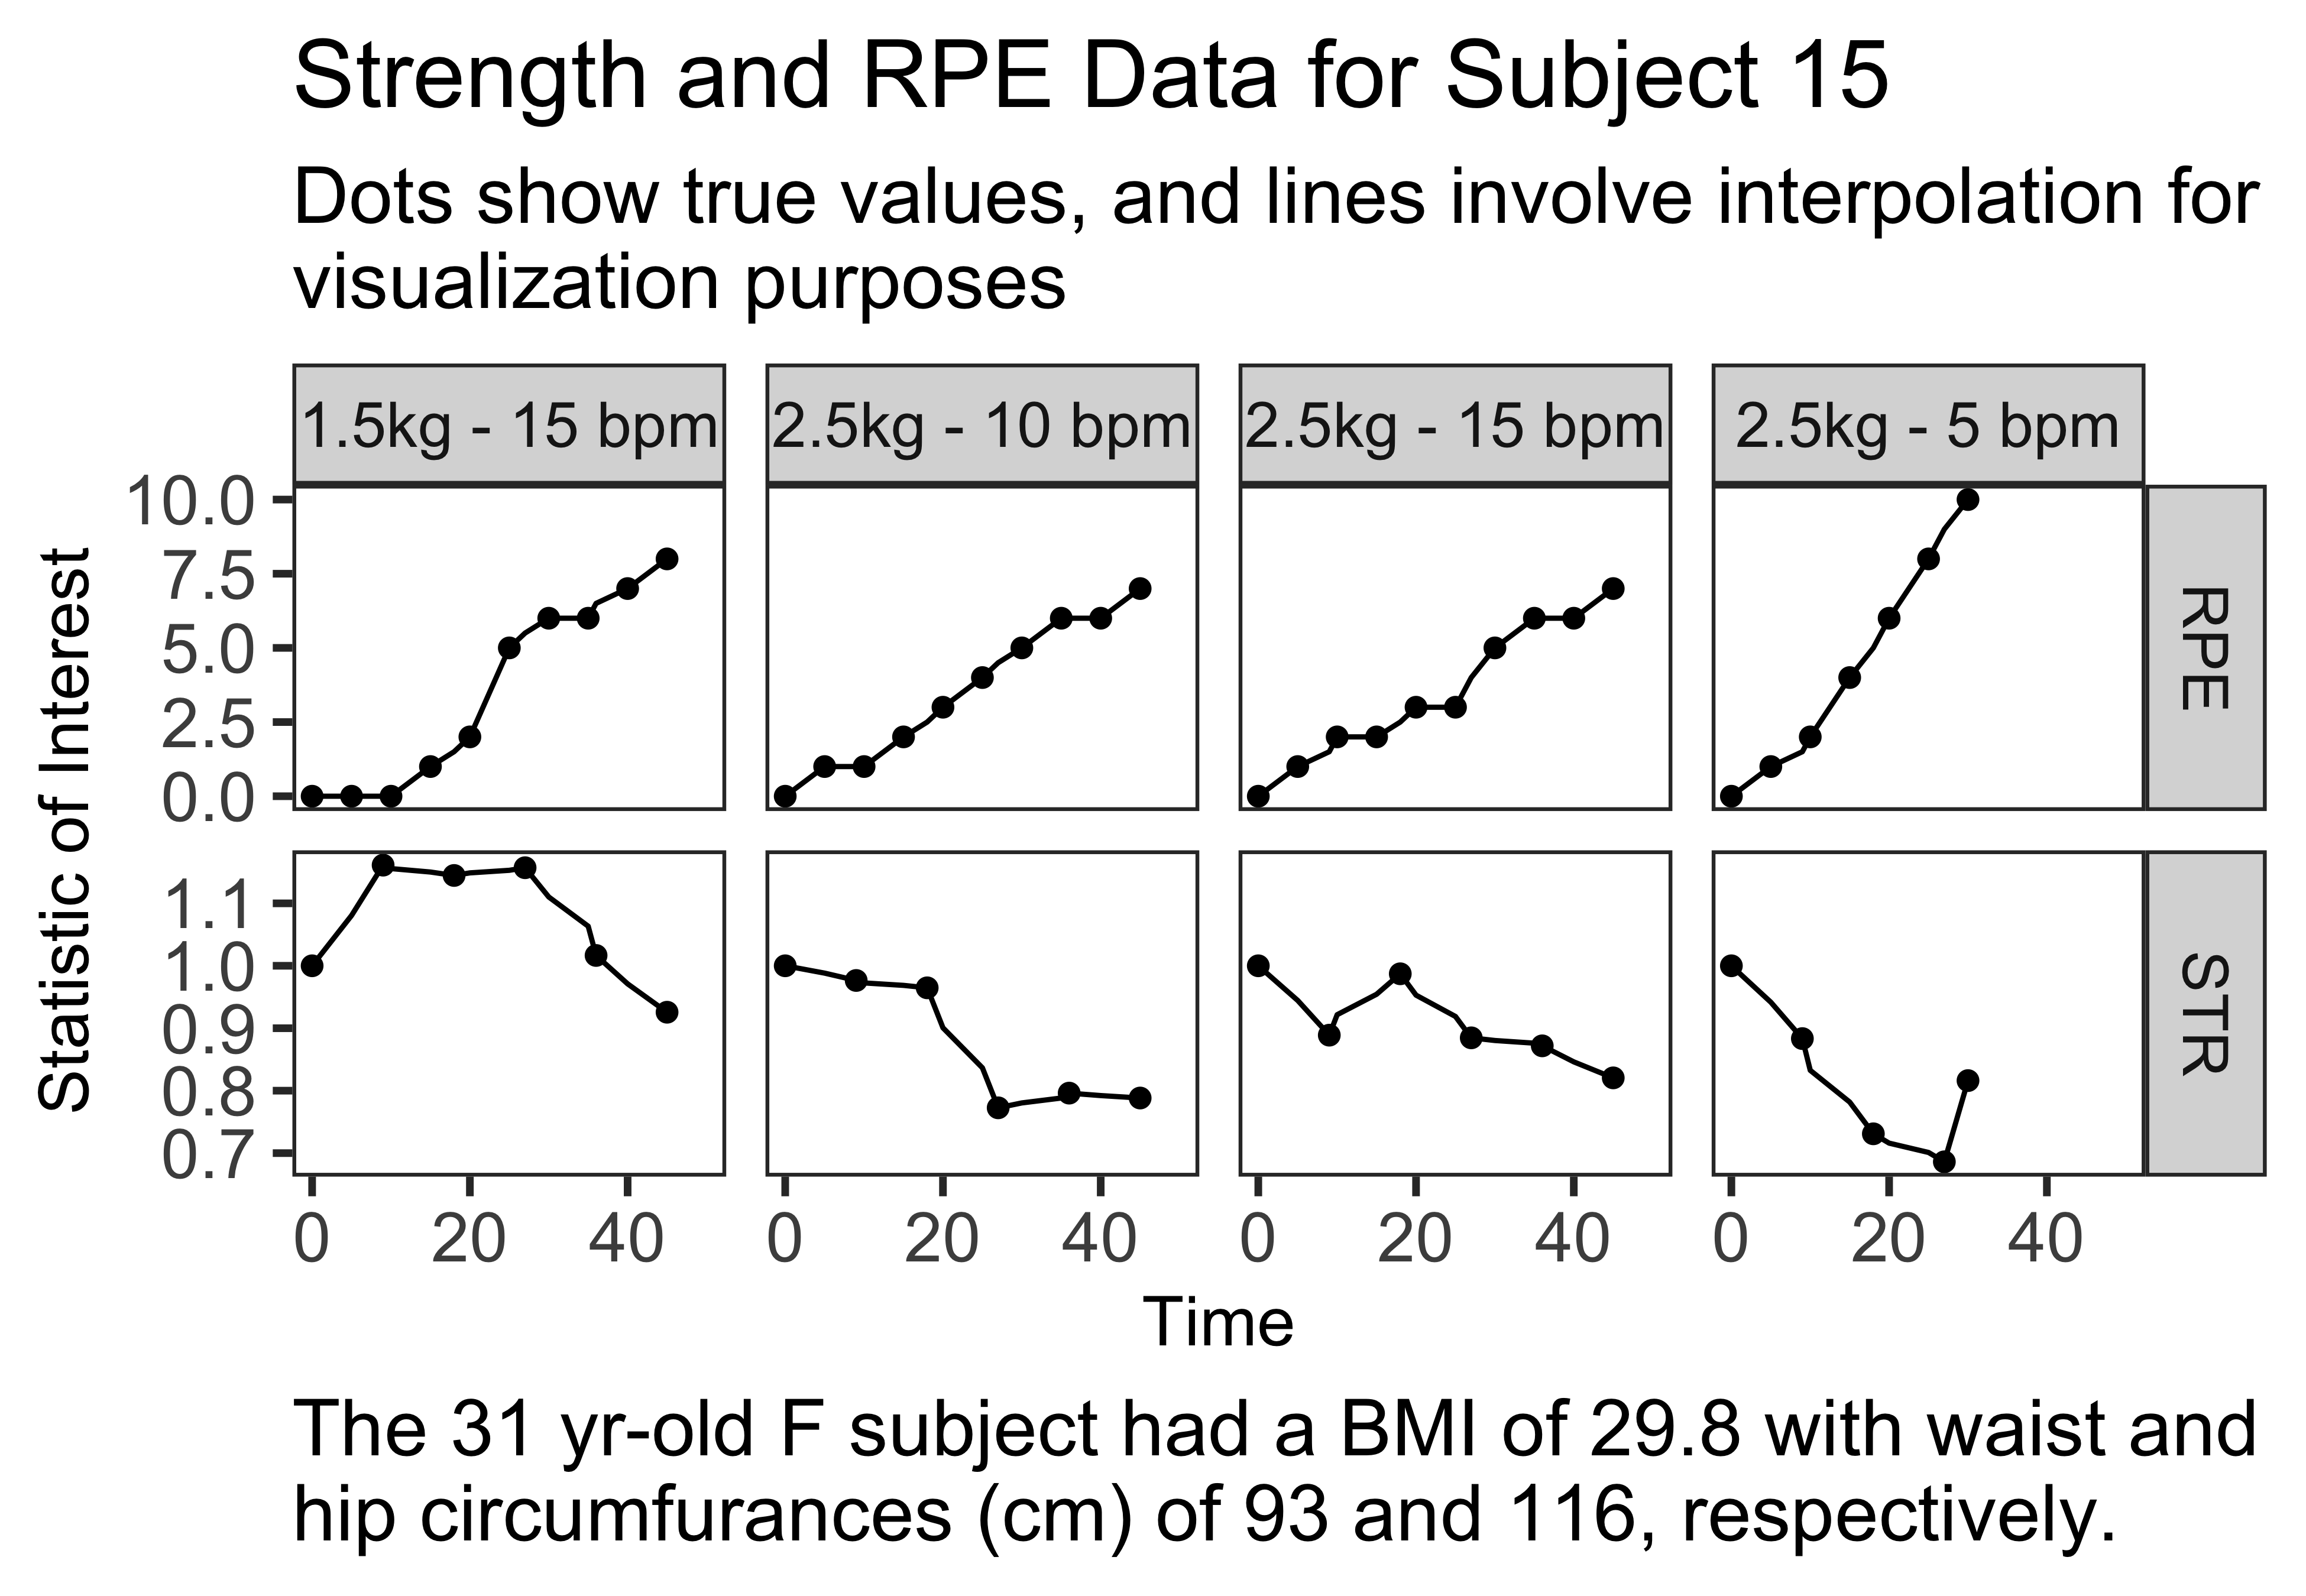 Strength and RPE Data for Subject 15
Dots show true values, and lines involve interpolation for
visualization purposes
1.5kg - 15 bpm
2.5kg - 10 bpm
2.5kg - 15 bpm
2.5kg - 5 bpm
Statistic of Interest
10.0
7.5
5.0
2.5
0.0
RPE
1.1
1.0
0.9
0.8
0.7
STR
0 20 40
0 20 40
0 20 40
0 20 40
Time
The 31 yr-old F subject had a BMI of 29.8 with waist and
hip circumfurances (cm) of 93 and 116, respectively.